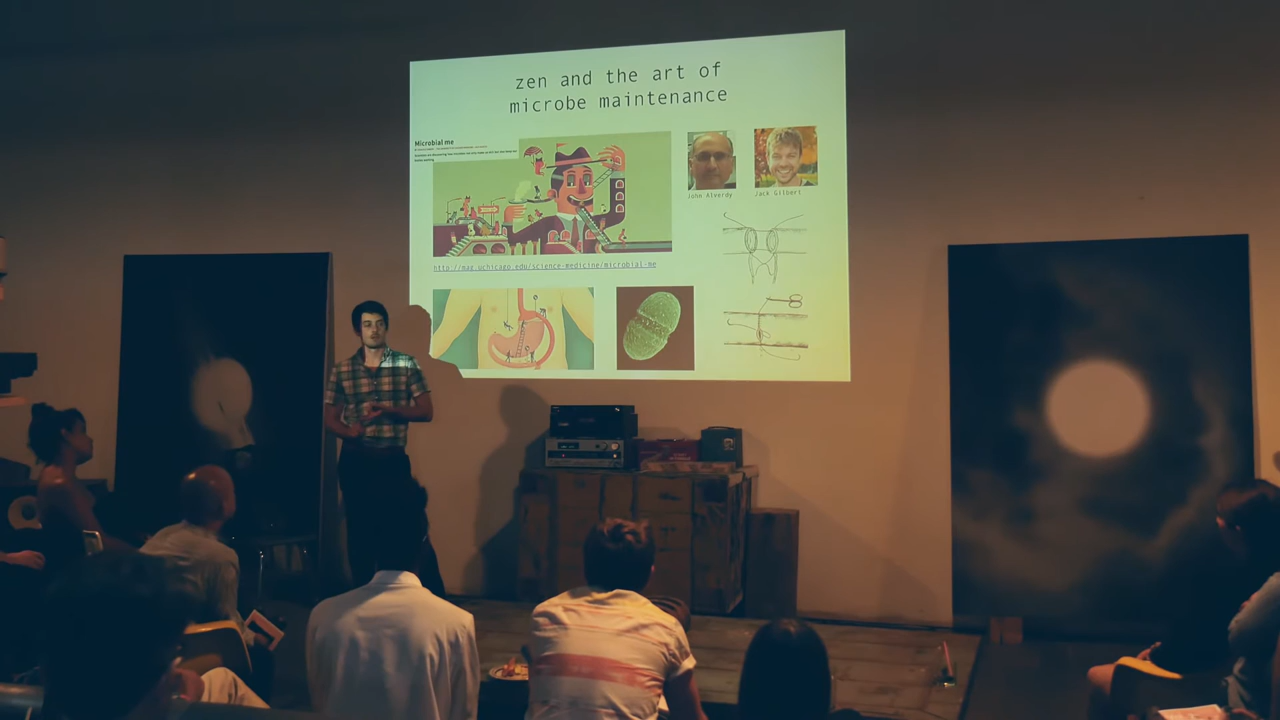 zen and the art of
microbe maintenance
Microbial me
John Alverdy
Jack Gilbert
http://mag.uchicago.edu/science-medicine/microbial-me